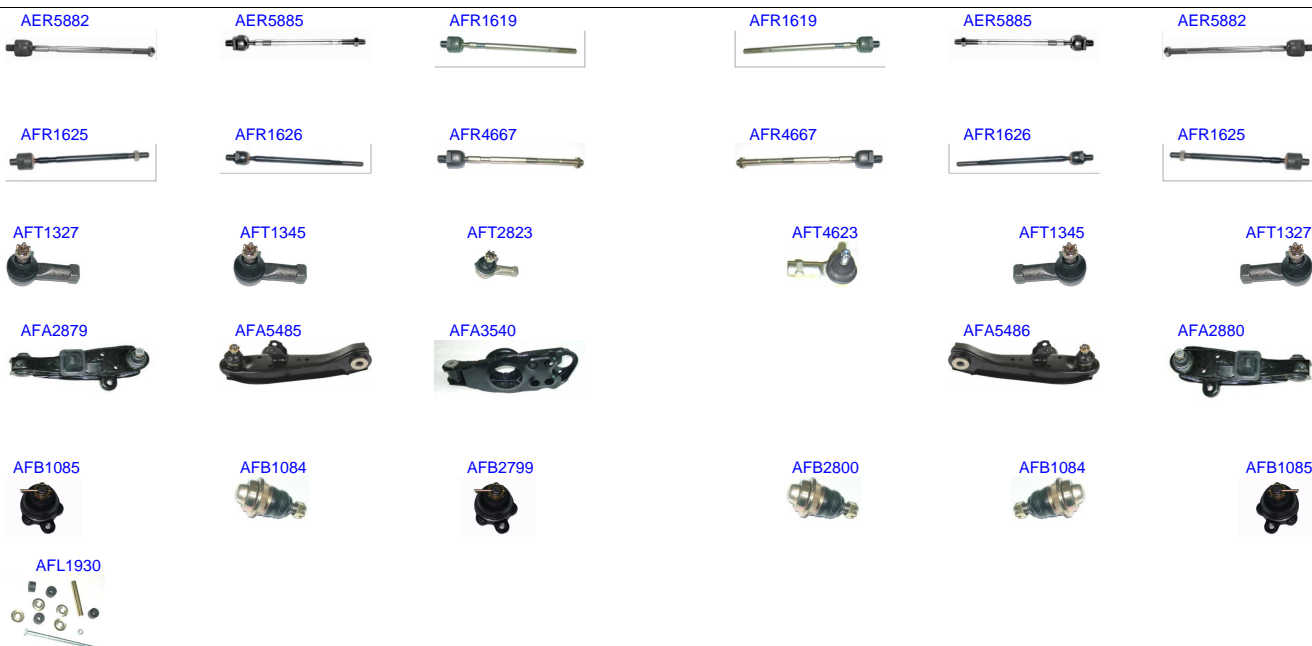 AER5882 AER5885 AFR1619 AFR1619 AER5885 AER5882
AFR1625 AFR1626 AFR4667 AFR4667 AFR1626 AFR1625
AFT1327 AFT1345 AFT2823 AFT4623 AFT1345 AFT1327
AFA2879 AFA5485 AFA3540 AFA5486 AFA2880
AFB1085 AFB1084 AFB2799 AFB2800 AFB1084 AFB1085
AFL1930